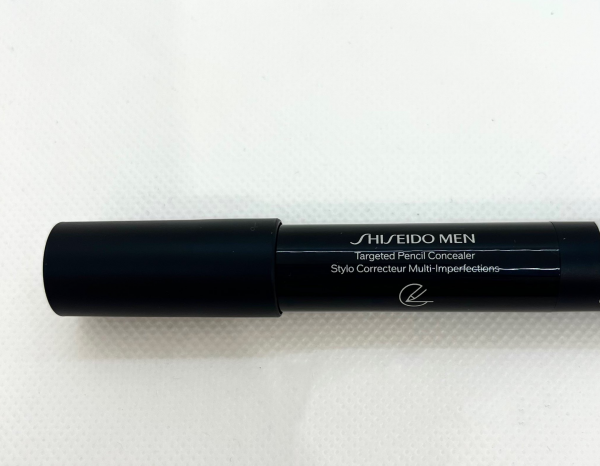 SHISEIDO MEN
Targeted Pencil Concealer
Stylo Correcteur Multi-Imperfections